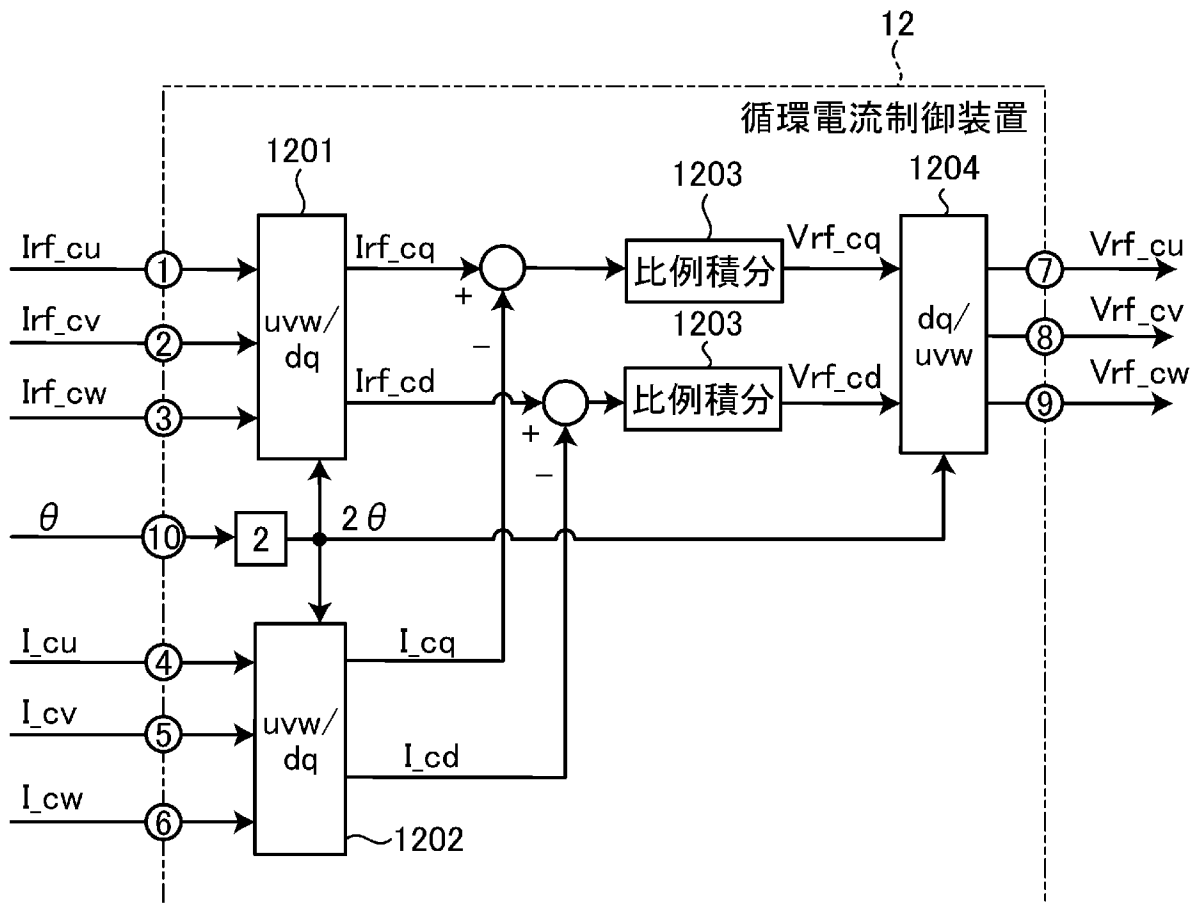 12
循環電流制御装置
1201
1203
1204
Irf_cu
①
Irf_cq
Vrf_cq
⑦
Vrf_cu
+
比例積分
Irf_cv
②
uvw/
dq
−
1203
dq/
uvw
⑧
Vrf_cv
Irf_cw
③
Irf_cd
+
比例積分
Vrf_cd
⑨
Vrf_cw
−
θ
⑩
2
2θ
I_cu
④
I_cq
I_cv
⑤
uvw/
dq
I_cd
I_cw
⑥
1202